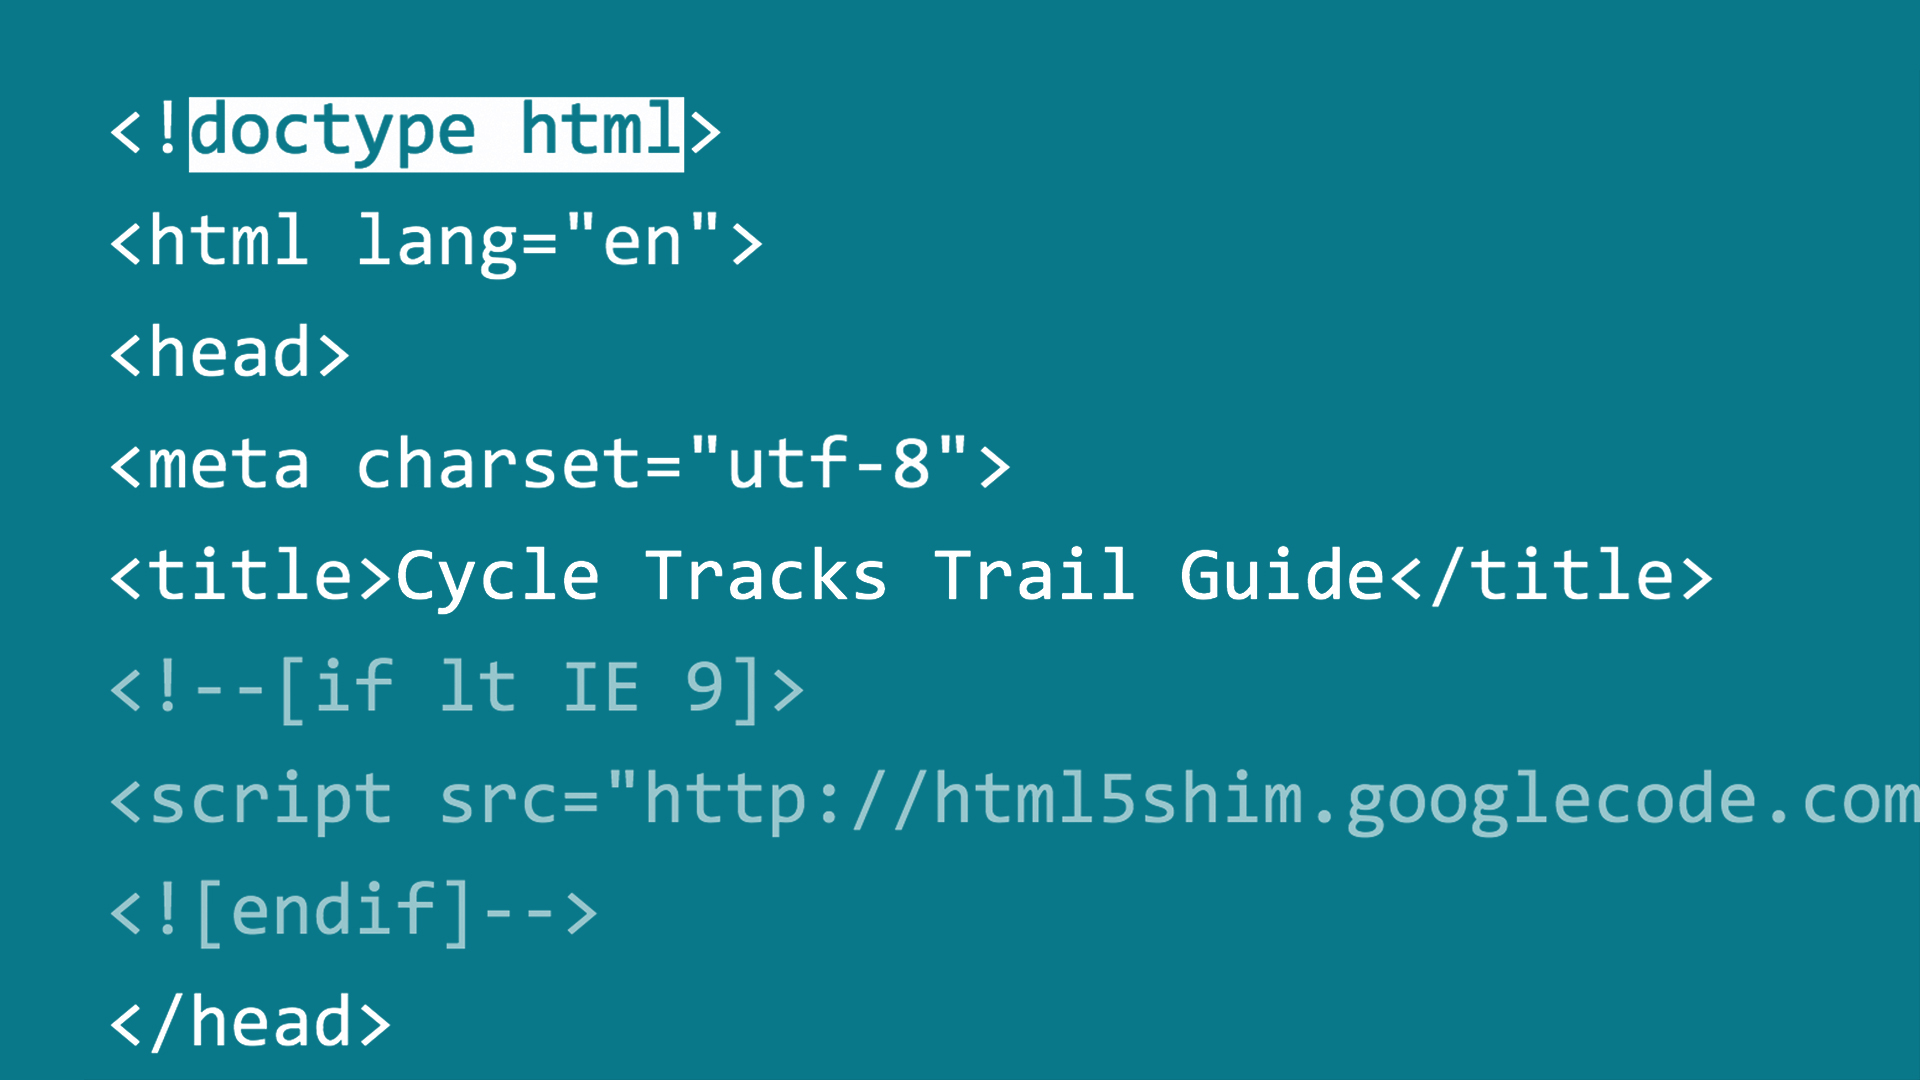 <!doctype html>
<html lang="en">
<head>
<meta charset="utf-8">
<title>Cycle Tracks Trail Guide</title>
<!--[if lt IE 9]>
<script src="http://html5shim.googlecode.com
<![endif]-->
</head>